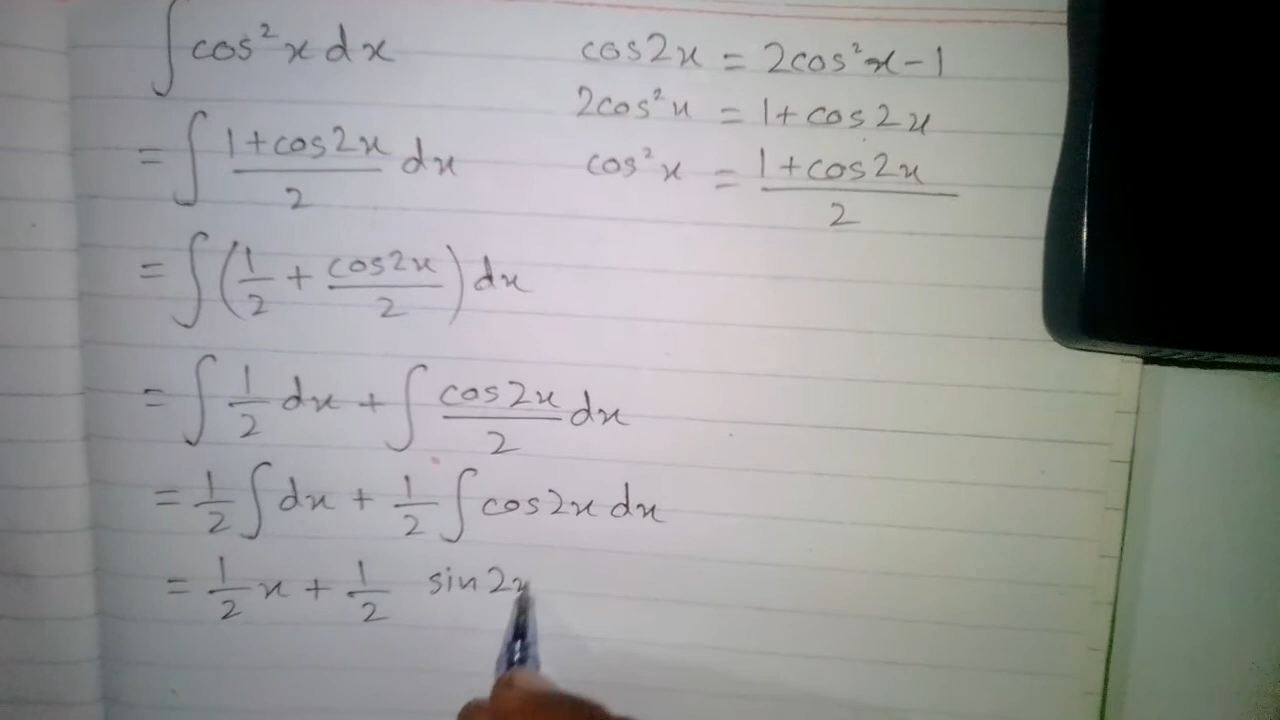 ∫cos²x dx
cos2x = 2cos²x-1
2cos²x = 1+cos2x
= ∫ (1+cos2x)/2 dx
cos²x = (1+cos2x)/2
= ∫(1/2 + cos2x/2) dx
= ∫ 1/2 dx + ∫ cos2x/2 dx
= 1/2 ∫dx + 1/2 ∫cos2x dx
= 1/2 x + 1/2 sin2x